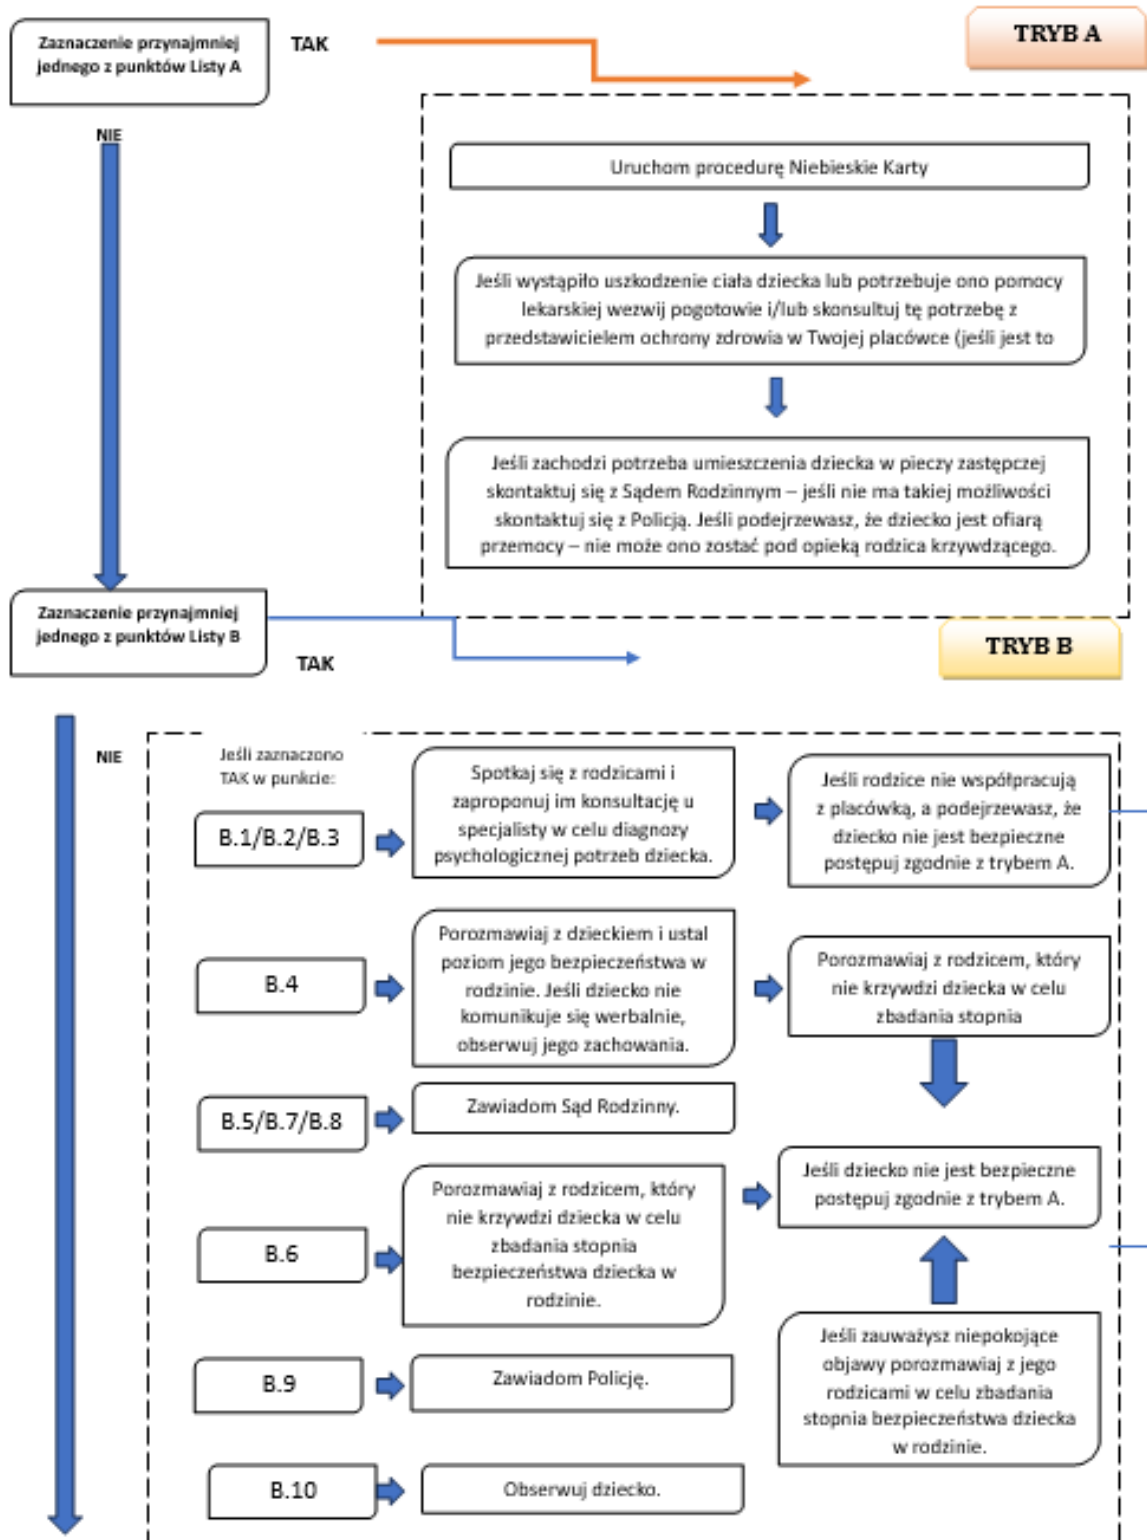 Zaznaczenie przynajmniej
jednego z punktów Listy A
TAK
TRYB A
NIE
Uruchom procedurę Niebieskie Karty
Jeśli wystąpiło uszkodzenie ciała dziecka lub potrzebuje ono pomocy
lekarskiej wezwij pogotowie i/lub skonsultuj tę potrzebę z
przedstawicielem ochrony zdrowia w Twojej placówce (jeśli jest to
Jeśli zachodzi potrzeba umieszczenia dziecka w pieczy zastępczej
skontaktuj się z Sądem Rodzinnym – jeśli nie ma takiej możliwości
skontaktuj się z Policją. Jeśli podejrzewasz, że dziecko jest ofiarą
przemocy – nie może ono zostać pod opieką rodzica krzywdzącego.
Zaznaczenie przynajmniej
jednego z punktów Listy B
TAK
TRYB B
NIE
Jeśli zaznaczono
TAK w punkcie:
B.1/B.2/B.3
Spotkaj się z rodzicami i
zaproponuj im konsultację u
specjalisty w celu diagnozy
psychologicznej potrzeb dziecka.
Jeśli rodzice nie współpracują
z placówką, a podejrzewasz, że
dziecko nie jest bezpieczne
postępuj zgodnie z trybem A.
B.4
Porozmawiaj z dzieckiem i ustal
poziom jego bezpieczeństwa w
rodzinie. Jeśli dziecko nie
komunikuje się werbalnie,
obserwuj jego zachowania.
Porozmawiaj z rodzicem, który
nie krzywdzi dziecka w celu
zbadania stopnia
B.5/B.7/B.8
Zawiadom Sąd Rodzinny.
B.6
Porozmawiaj z rodzicem, który
nie krzywdzi dziecka w celu
zbadania stopnia
bezpieczeństwa dziecka w
rodzinie.
Jeśli dziecko nie jest bezpieczne
postępuj zgodnie z trybem A.
B.9
Zawiadom Policję.
Jeśli zauważysz niepokojące
objawy porozmawiaj z jego
rodzicami w celu zbadania
stopnia bezpieczeństwa dziecka
w rodzinie.
B.10
Obserwuj dziecko.